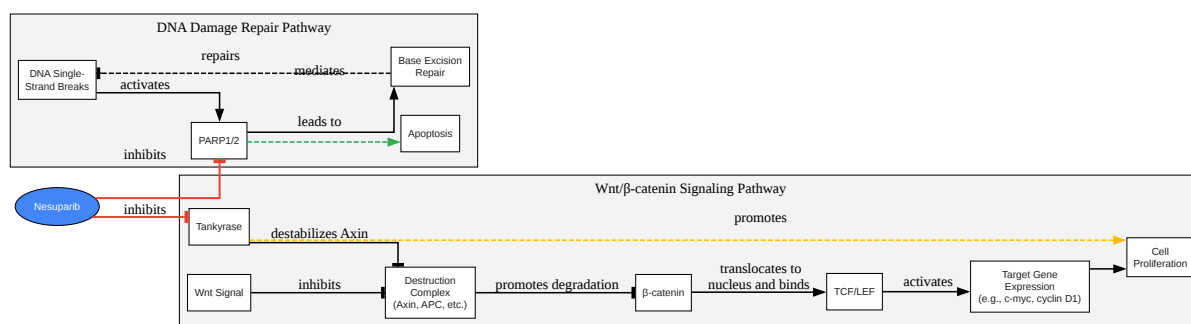 DNA Damage Repair Pathway
repairs
DNA Single-
Strand Breaks
mediates
Base Excision
Repair
activates
leads to
PARP1/2
Apoptosis
inhibits
Nesuparib
inhibits
Wnt/β-catenin Signaling Pathway
Tankyrase
destabilizes Axin
promotes
Cell
Proliferation
Wnt Signal
inhibits
Destruction
Complex
(Axin, APC, etc.)
promotes degradation
β-catenin
translocates to
nucleus and binds
TCF/LEF
activates
Target Gene
Expression
(e.g., c-myc, cyclin D1)